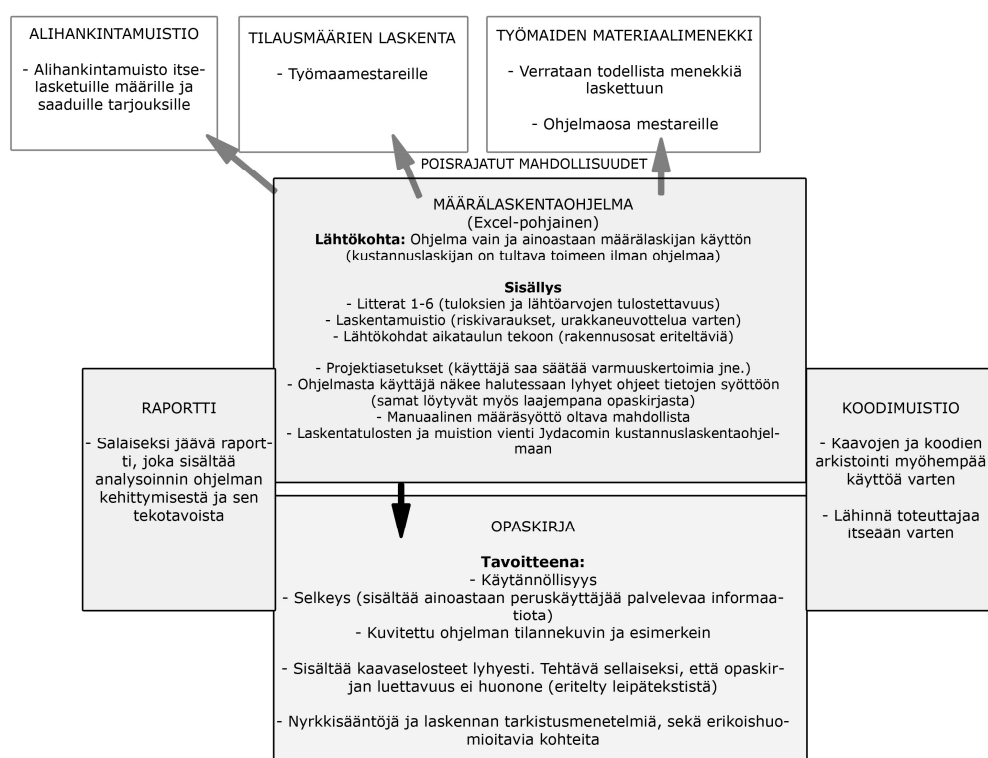 ALIHANKINTAMUISTIO
- Alihankintamuisto itse-
lasketuille määrille ja
saaduille tarjouksille
TILAUSMÄÄRIEN LASKENTA
- Työmaamestareille
TYÖMAIDEN MATERIAALIMENEKKI
- Verrataan todellista menekkiä
laskettuun
- Ohjelmaosa mestareille
POISRAJATUT MAHDOLLISUUDET
MÄÄRÄLASKENTAOHJELMA
(Excel-pohjainen)
Lähtökohta: Ohjelma vain ja ainoastaan määrälaskijan käyttön
(kustannuslaskijan on tultava toimeen ilman ohjelmaa)
Sisällys
- Litterat 1-6 (tuloksien ja lähtöarvojen tulostettavuus)
- Laskentamuistio (riskivaraukset, urakkaneuvottelua varten)
- Lähtökohdat aikataulun tekoon (rakennusosat eriteltäviä)
- Projektiasetukset (käyttäjä saa säätää varmuuskertoimia jne.)
- Ohjelmasta käyttäjä näkee halutessaan lyhyet ohjeet tietojen syöttöön
(samat löytyvät myös laajempana opaskirjasta)
- Manuaalinen määräsyöttö oltava mahdollista
- Laskentatulosten ja muistion vienti Jydacomin kustannuslaskentaohjel-
maan
RAPORTTI
- Salaiseksi jäävä raport-
ti, joka sisältää
analysoinnin ohjelman
kehittymisestä ja sen
tekotavoista
KOODIMUISTIO
- Kaavojen ja koodien
arkistointi myöhempää
käyttöä varten
- Lähinnä toteuttajaa
itseään varten
OPASKIRJA
Tavoitteena:
- Käytännöllisyys
- Selkeys (sisältää ainoastaan peruskäyttäjää palvelevaa informaa-
tiota)
- Kuvitettu ohjelman tilannekuvin ja esimerkein
- Sisältää kaavaselosteet lyhyesti. Tehtävä sellaiseksi, että opaskir-
jan luettavuus ei huonone (eritelty leipätekstistä)
- Nyrkkisääntöjä ja laskennan tarkistusmenetelmiä, sekä erikoishuo-
mioitavia kohteita